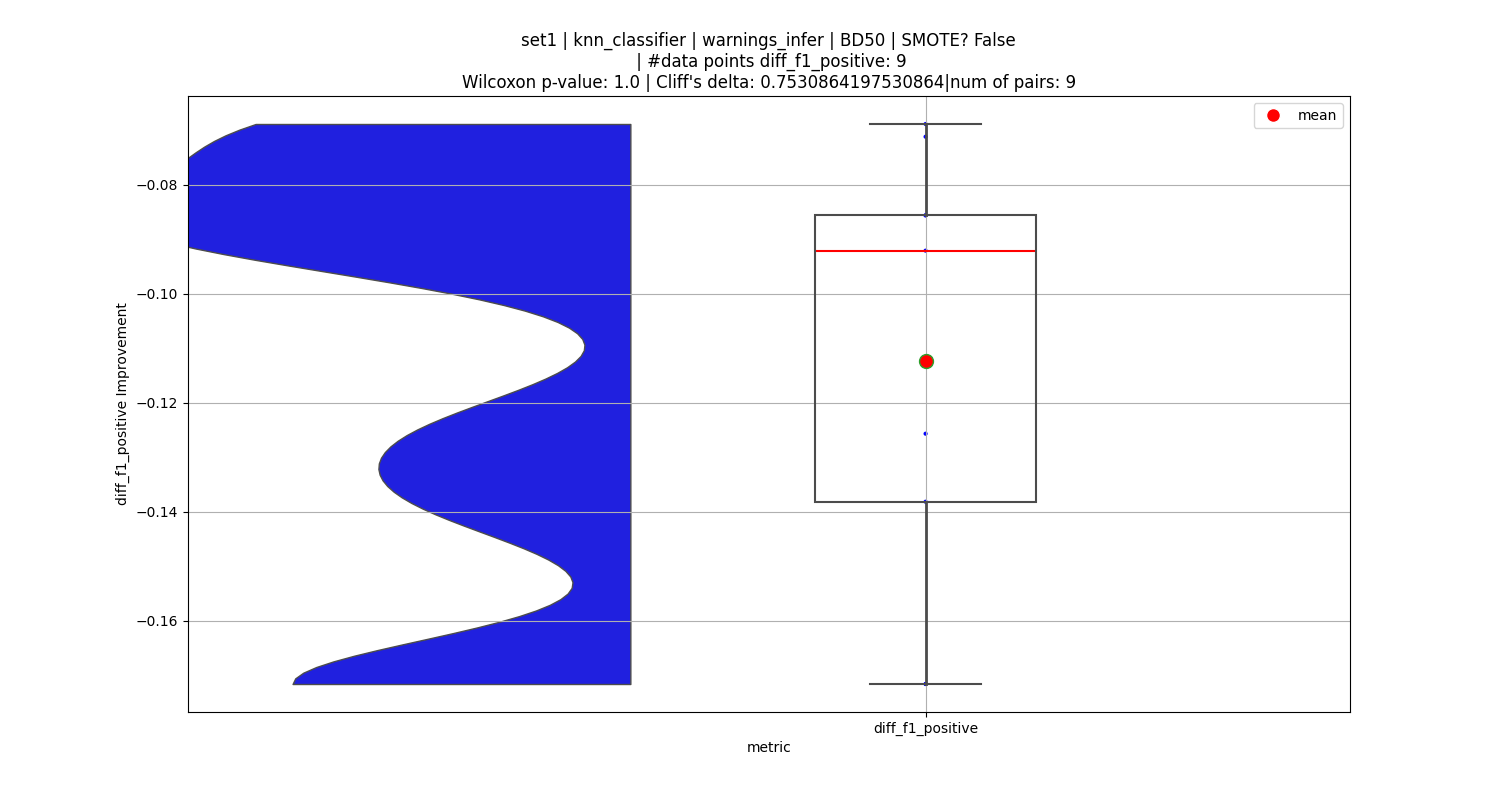 set1 | knn_classifier | warnings_infer | BD50 | SMOTE? False
| #data points diff_f1_positive: 9
Wilcoxon p-value: 1.0 | Cliff's delta: 0.7530864197530864|num of pairs: 9
mean
−0.08
−0.10
−0.12
−0.14
−0.16
diff_f1_positive Improvement
diff_f1_positive
metric